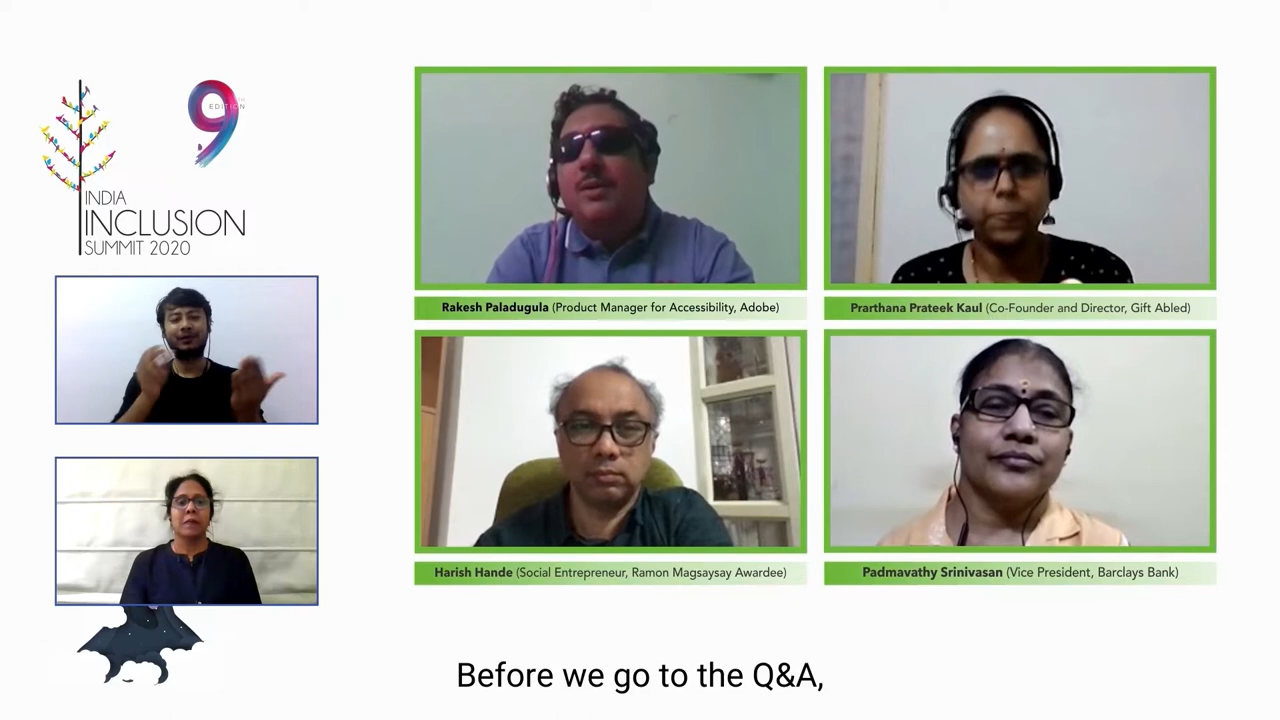 9
EDITION
INDIA
INCLUSION
SUMMIT 2020
Rakesh Paladugula (Product Manager for Accessibility, Adobe)
Prarthana Prateek Kaul (Co-Founder and Director, Gift Abled)
Harish Hande (Social Entrepreneur, Ramon Magsaysay Awardee)
Padmavathy Srinivasan (Vice President, Barclays Bank)
Before we go to the Q&A,